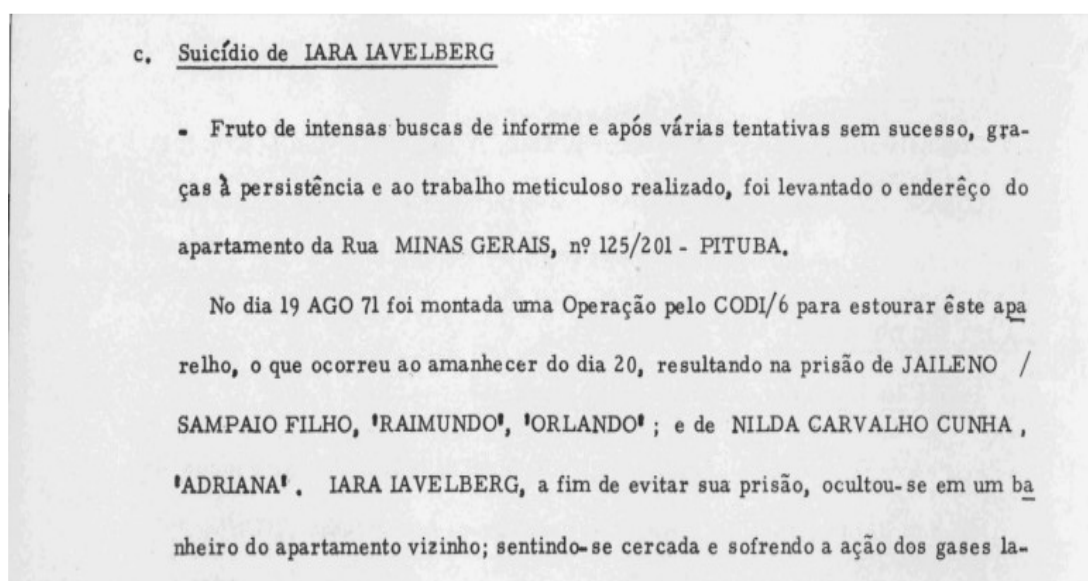 c. Suicídio de IARA IAVELBERG
- Fruto de intensas buscas de informe e após várias tentativas sem sucesso, gra-
ças à persistência e ao trabalho meticuloso realizado, foi levantado o enderêço do
apartamento da Rua MINAS GERAIS, nº 125/201 - PITUBA.
No dia 19 AGO 71 foi montada uma Operação pelo CODI/6 para estourar êste apa
relho, o que ocorreu ao amanhecer do dia 20, resultando na prisão de JAILENO /
SAMPAIO FILHO, "RAIMUNDO", "ORLANDO" ; e de NILDA CARVALHO CUNHA ,
"ADRIANA" . IARA IAVELBERG, a fim de evitar sua prisão, ocultou-se em um ba
nheiro do apartamento vizinho; sentindo-se cercada e sofrendo a ação dos gases la-